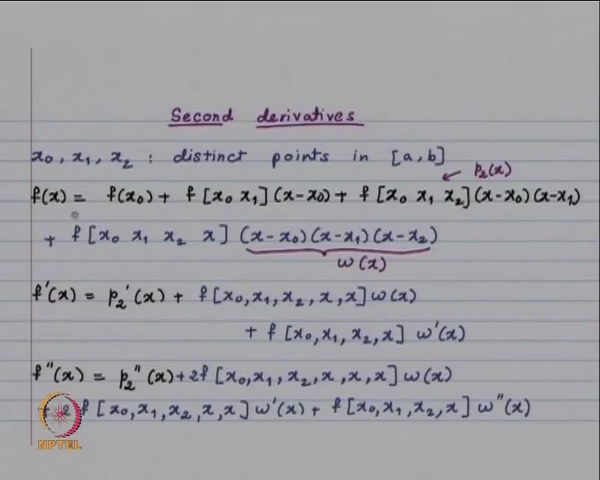 Second derivatives
x₀, x₁, x₂ : distinct points in [a,b]
p₂(x)
f(x) = f(x₀) + f[x₀ x₁](x-x₀) + f[x₀ x₁ x₂](x-x₀)(x-x₁)
+ f[x₀ x₁ x₂ x](x-x₀)(x-x₁)(x-x₂)
w(x)
f'(x) = p₂'(x) + f[x₀,x₁,x₂,x,x]w(x)
+ f[x₀,x₁,x₂,x] w'(x)
f''(x) = p₂''(x)+2f[x₀,x₁,x₂,x,x,x]w(x)
+ 2 f[x₀,x₁,x₂,x,x]w'(x) + f[x₀,x₁,x₂,x] w''(x)
NPTEL